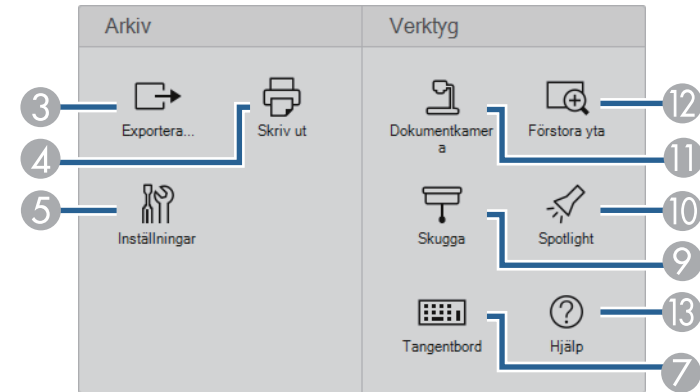 Arkiv
Verktyg
3
Exportera...
4
Skriv ut
5
Inställningar
Dokumentkamer
a
11
Förstora yta
12
Skugga
9
Spotlight
10
Tangentbord
7
Hjälp
13